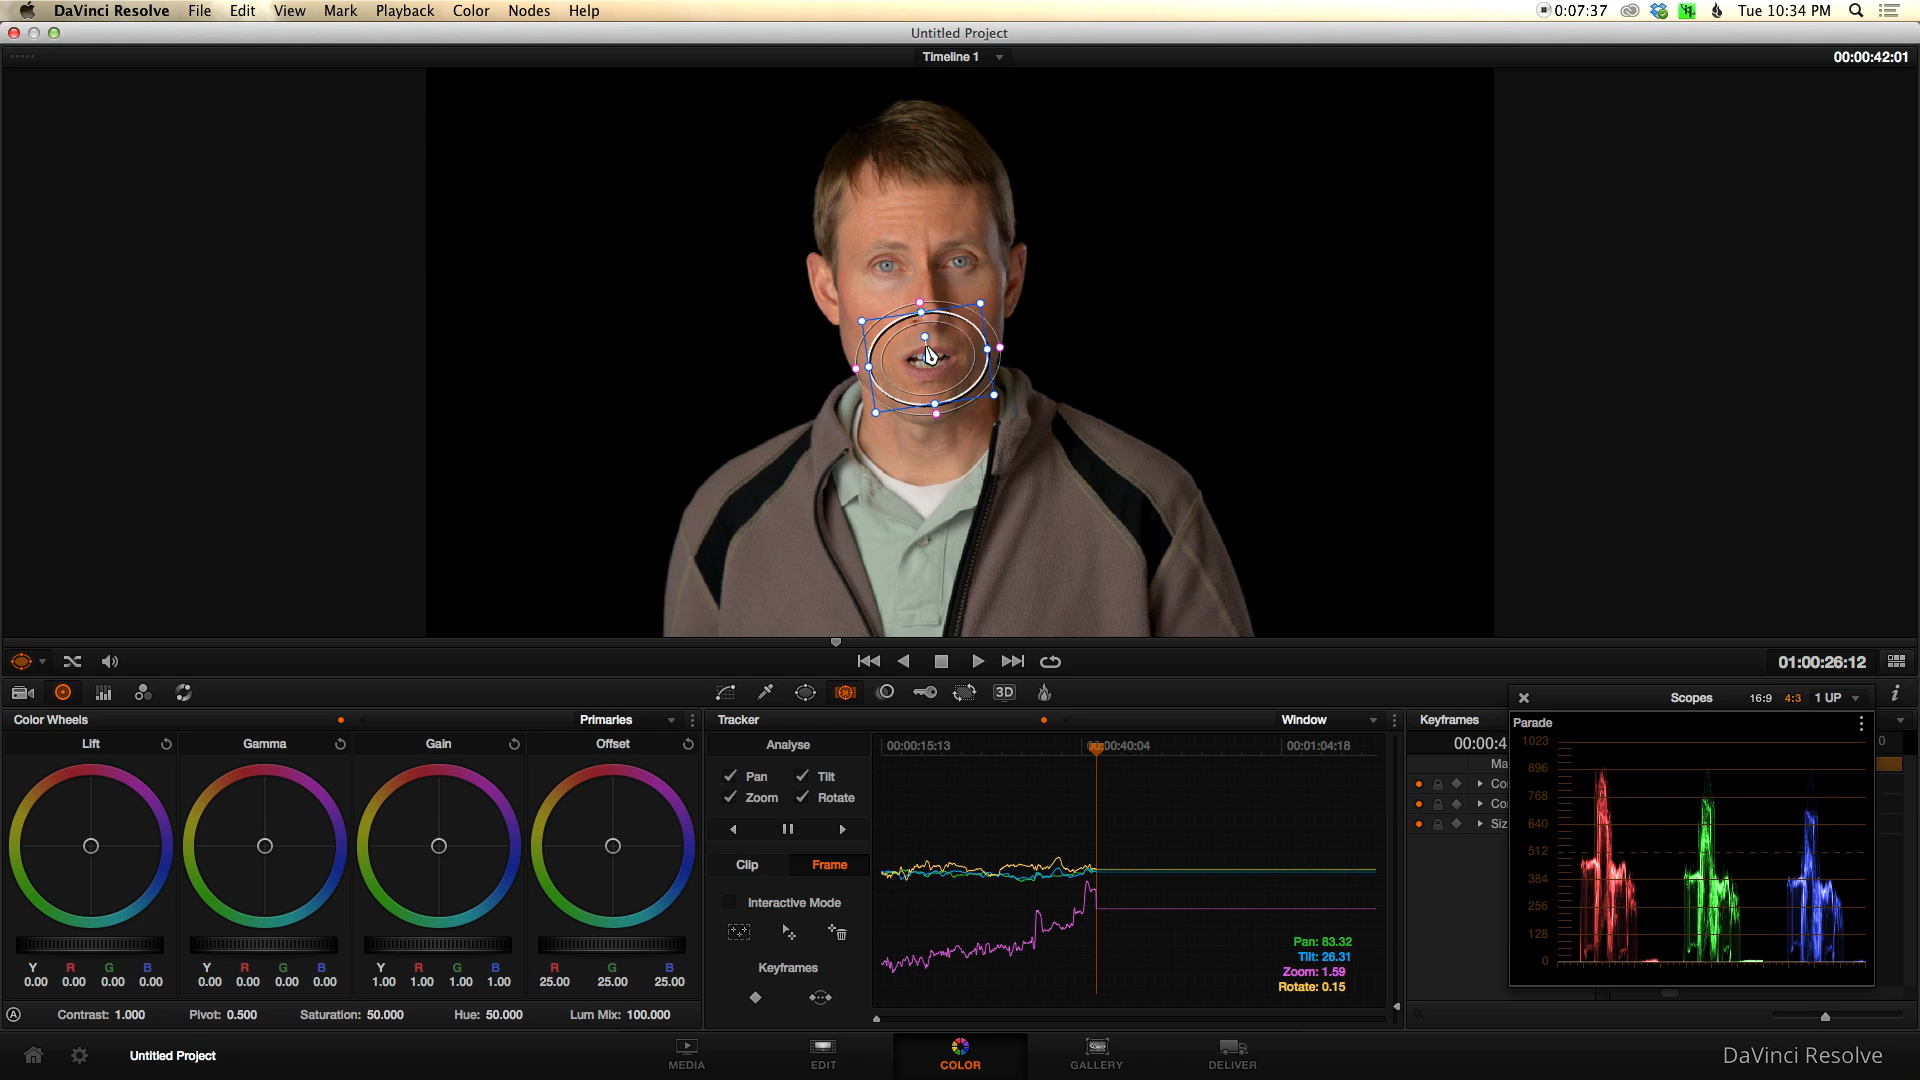 DaVinci Resolve File Edit View Mark Playback Color Nodes Help 0:07:37 Tue 10:34 PM
Untitled Project
Timeline 1 00:00:42:01
01:00:26:12
3D
Color Wheels Primaries Tracker Window Keyframes Scopes 16:9 4:3 1 UP
Lift Gamma Gain Offset
Y R G B Y R G B Y R G B R G B
0.00 0.00 0.00 0.00 0.00 0.00 0.00 0.00 1.00 1.00 1.00 1.00 25.00 25.00 25.00
Contrast: 1.000 Pivot: 0.500 Saturation: 50.000 Hue: 50.000 Lum Mix: 100.000
A
Analyse
Pan Tilt
Zoom Rotate
Clip Frame
Interactive Mode
Keyframes
00:00:15:13 00:00:40:04 00:01:04:18
Pan: 83.32
Tilt: 26.31
Zoom: 1.59
Rotate: 0.15
00:00:4
0
Ma
Co
Co
Siz
Parade
1023
896
768
640
512
384
256
128
0
Untitled Project
MEDIA EDIT COLOR GALLERY DELIVER
DaVinci Resolve